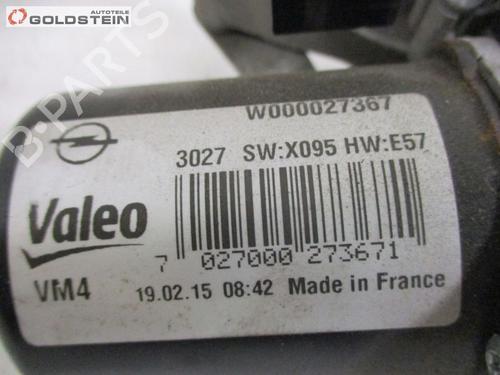 Autoteile
GOLDSTEIN
W000027367
3027 SW:X095 HW:E57
Valeo
7 027000 273671
VM4 19.02.15 08:42 Made in France